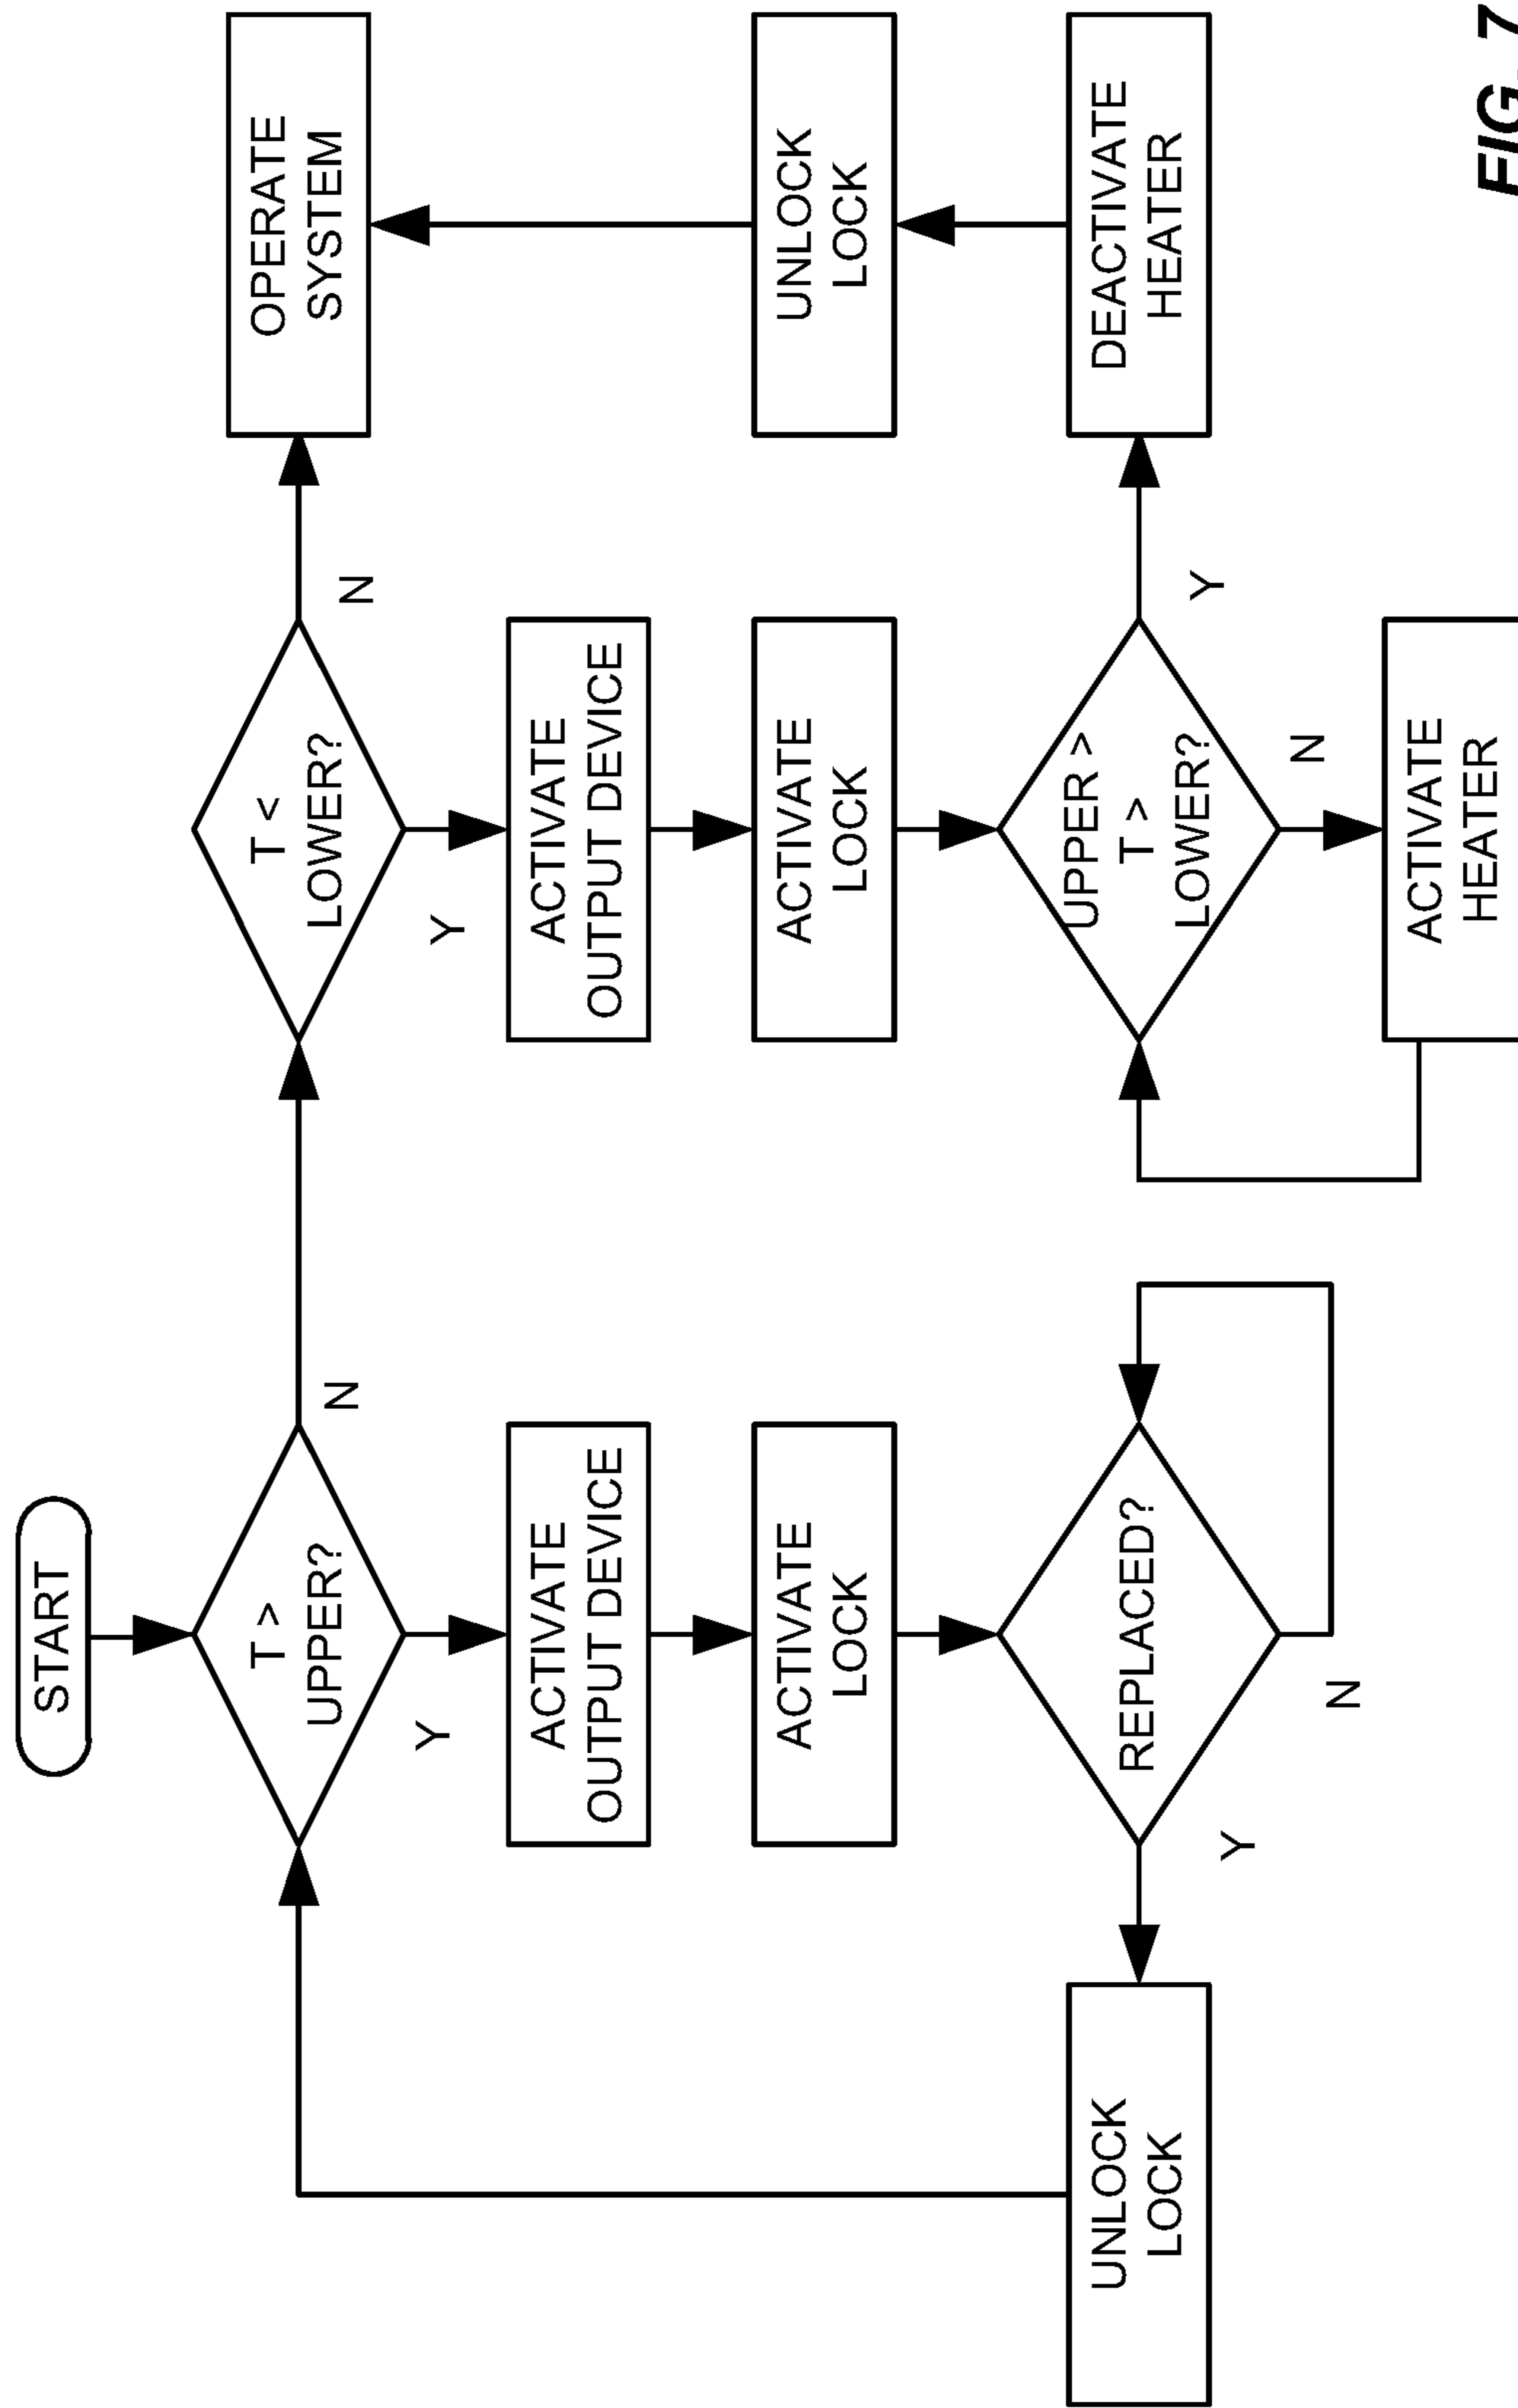 START
T >
UPPER?
N
Y
T <
LOWER?
N
Y
OPERATE
SYSTEM
ACTIVATE
OUTPUT DEVICE
ACTIVATE
OUTPUT DEVICE
ACTIVATE
LOCK
ACTIVATE
LOCK
UNLOCK
LOCK
UNLOCK
LOCK
Y
REPLACED?
N
UPPER >
T >
LOWER?
Y
N
DEACTIVATE
HEATER
ACTIVATE
HEATER
FIG. 7